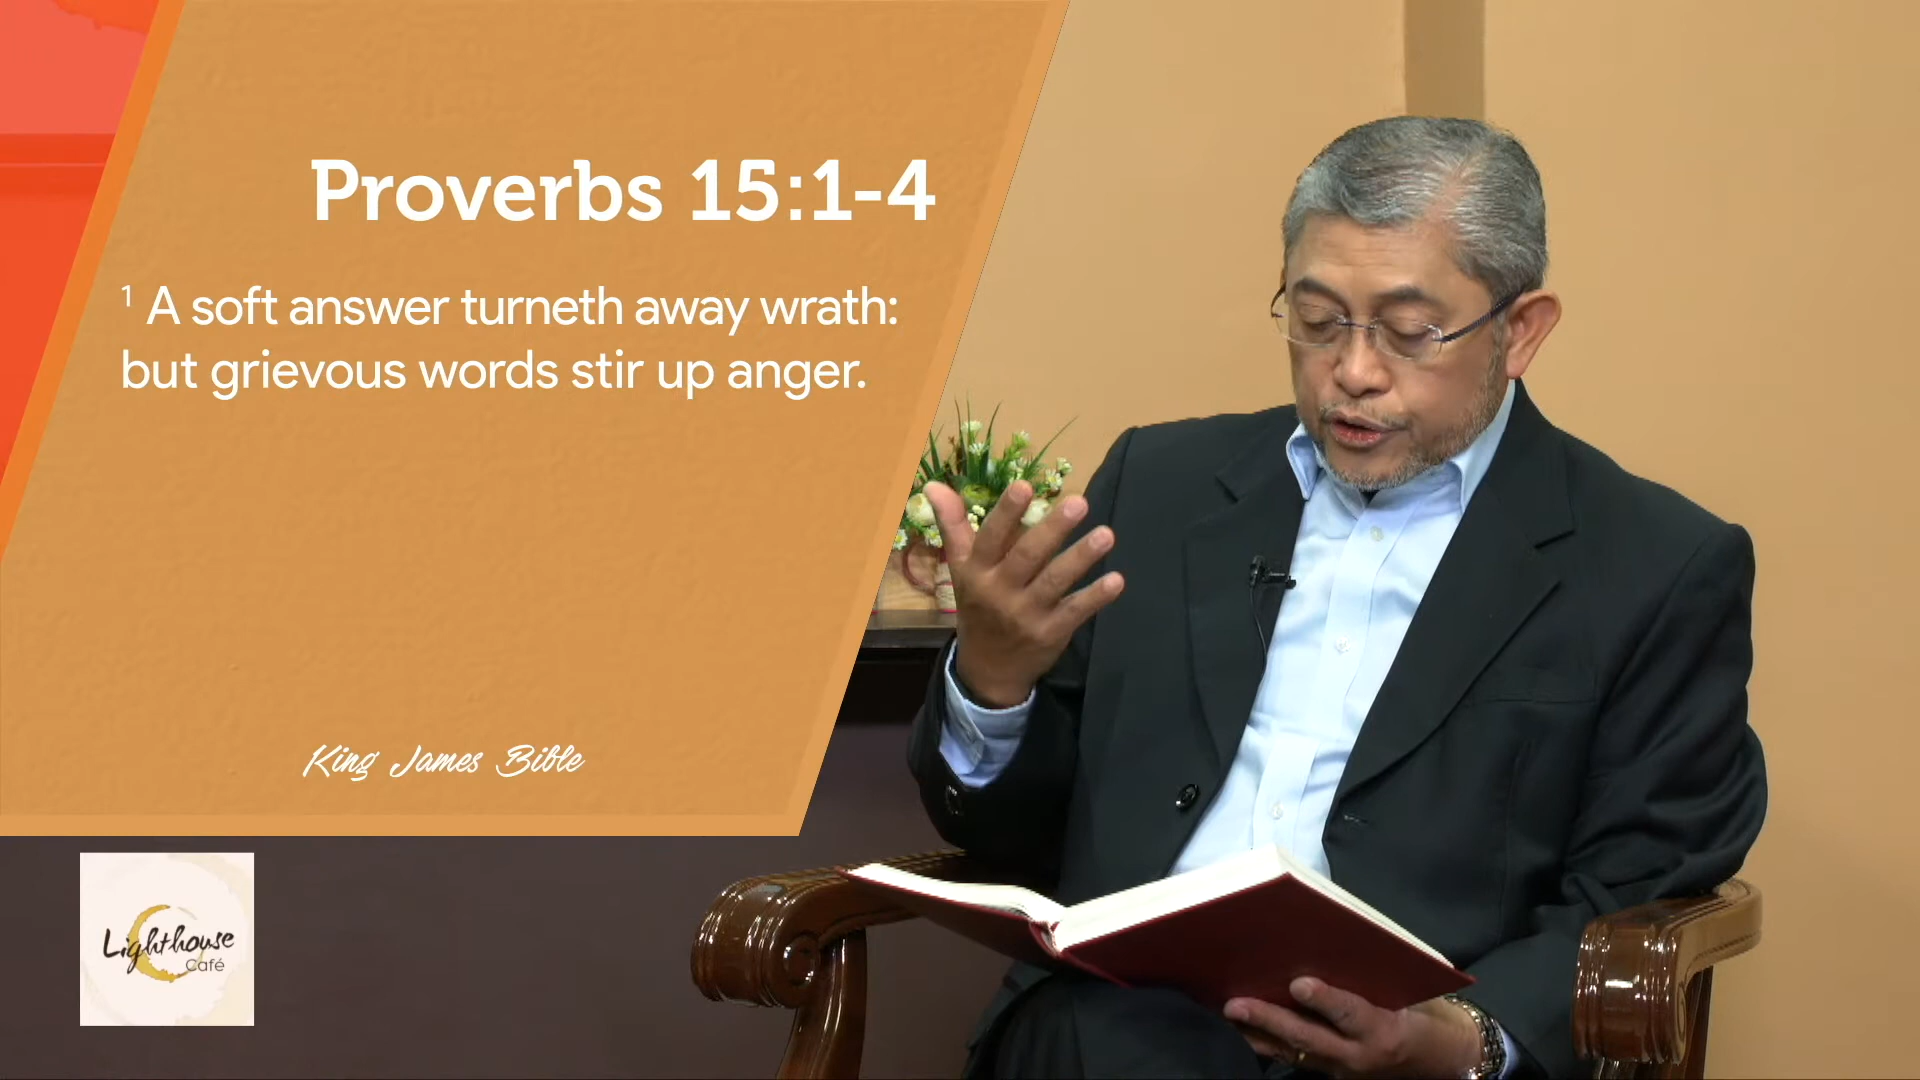 Proverbs 15:1-4
¹ A soft answer turneth away wrath:
but grievous words stir up anger.
King James Bible
Lighthouse
Café